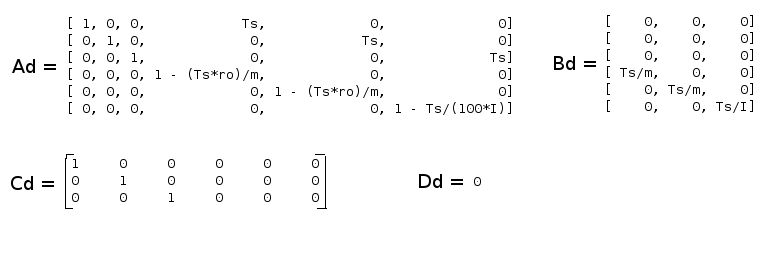 [ 1, 0, 0, Ts, 0, 0]
[ 0, 1, 0, 0, Ts, 0]
[ 0, 0, 1, 0, 0, Ts]
Ad = [ 0, 0, 0, 1 - (Ts*ro)/m, 0, 0]
[ 0, 0, 0, 0, 1 - (Ts*ro)/m, 0]
[ 0, 0, 0, 0, 0, 1 - Ts/(100*I)]
[ 0, 0, 0]
[ 0, 0, 0]
[ 0, 0, 0]
Bd = [ Ts/m, 0, 0]
[ 0, Ts/m, 0]
[ 0, 0, Ts/I]
1 0 0 0 0 0
Cd = 0 1 0 0 0 0
0 0 1 0 0 0
Dd = 0